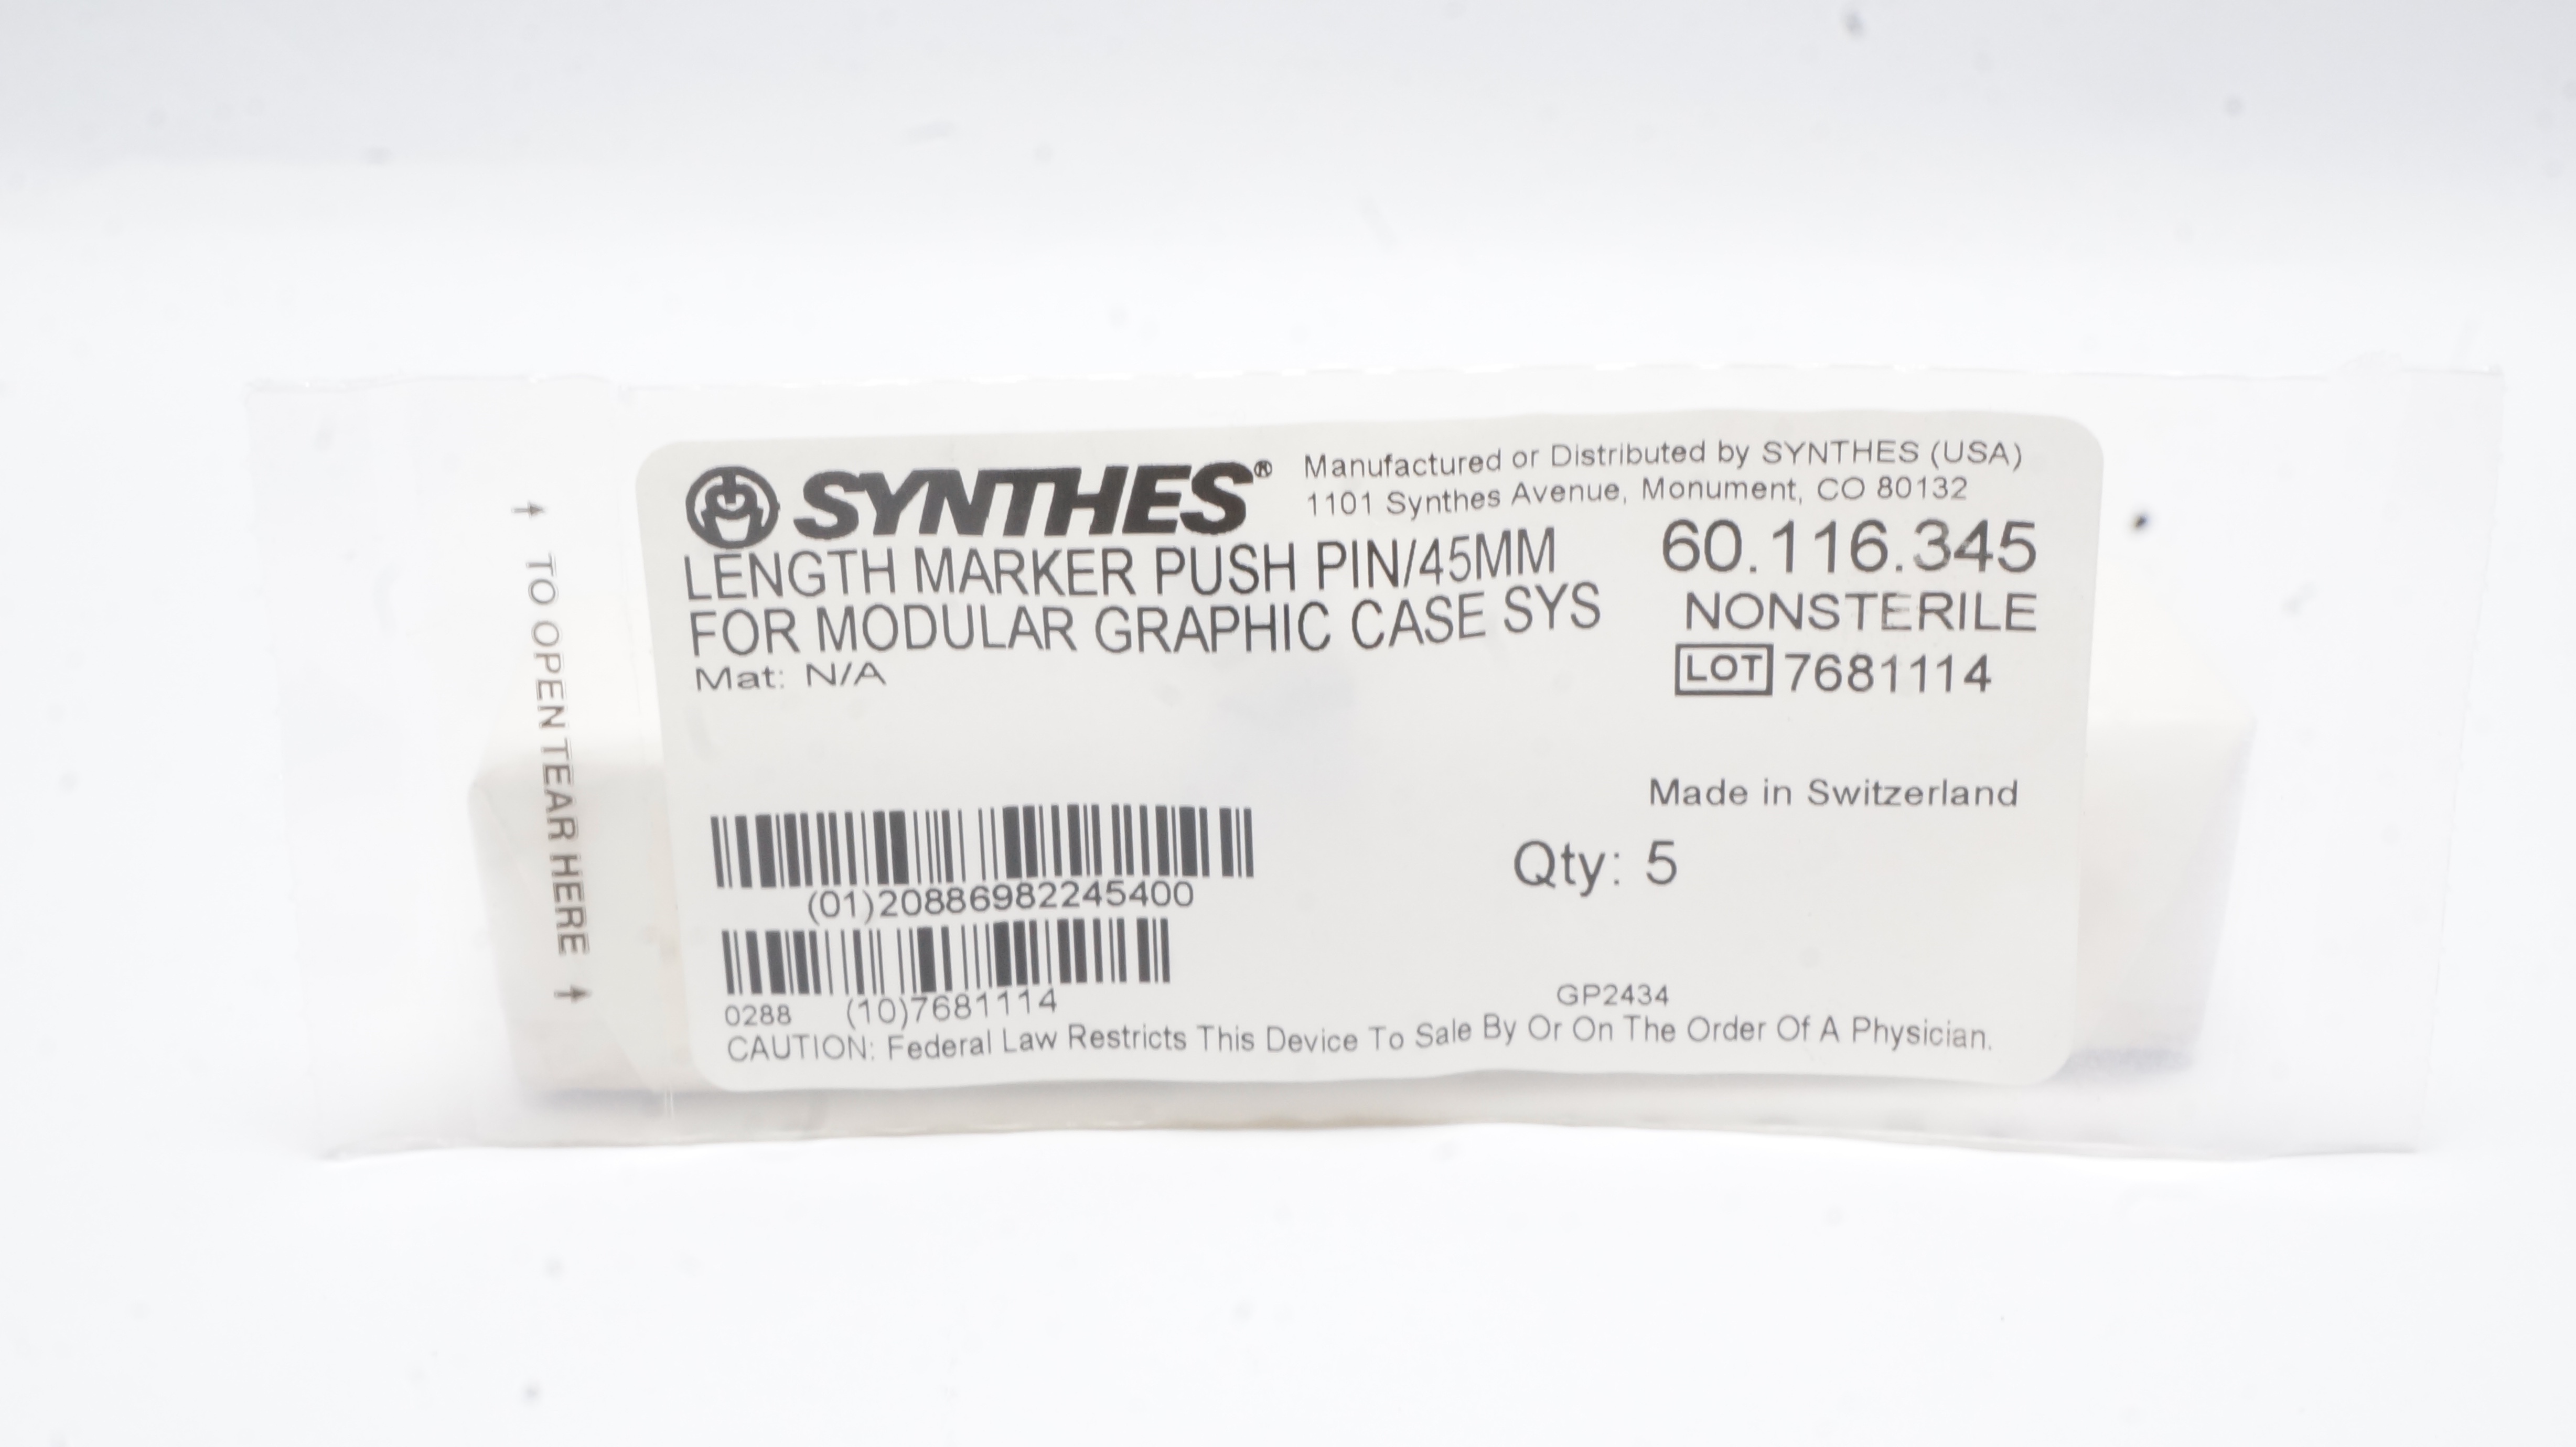 SYNTHES®
Manufactured or Distributed by SYNTHES (USA)
1101 Synthes Avenue, Monument, CO 80132
LENGTH MARKER PUSH PIN/45MM
FOR MODULAR GRAPHIC CASE SYS
Mat: N/A
60.116.345
NONSTERILE
LOT 7681114
Made in Switzerland
Qty: 5
(01)20886982245400
0288 (10)7681114
GP2434
CAUTION: Federal Law Restricts This Device To Sale By Or On The Order Of A Physician.
TO OPEN TEAR HERE